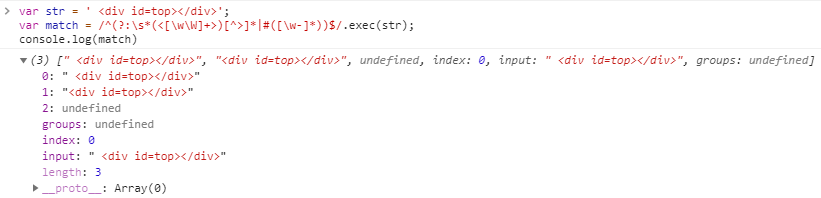 > var str = ' <div id=top></div>';
var match = /^(?:\s*(<[\w\W]+>)[^>]*|#([\w-]*))$/.exec(str);
console.log(match)
▼ (3) [" <div id=top></div>", "<div id=top></div>", undefined, index: 0, input: " <div id=top></div>", groups: undefined]
0: " <div id=top></div>"
1: "<div id=top></div>"
2: undefined
groups: undefined
index: 0
input: " <div id=top></div>"
length: 3
▶ __proto__: Array(0)